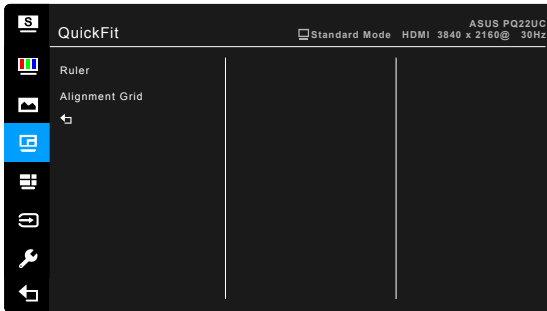 S
QuickFit
ASUS PQ22UC
Standard Mode HDMI 3840 x 2160@ 30Hz
Ruler
Alignment Grid